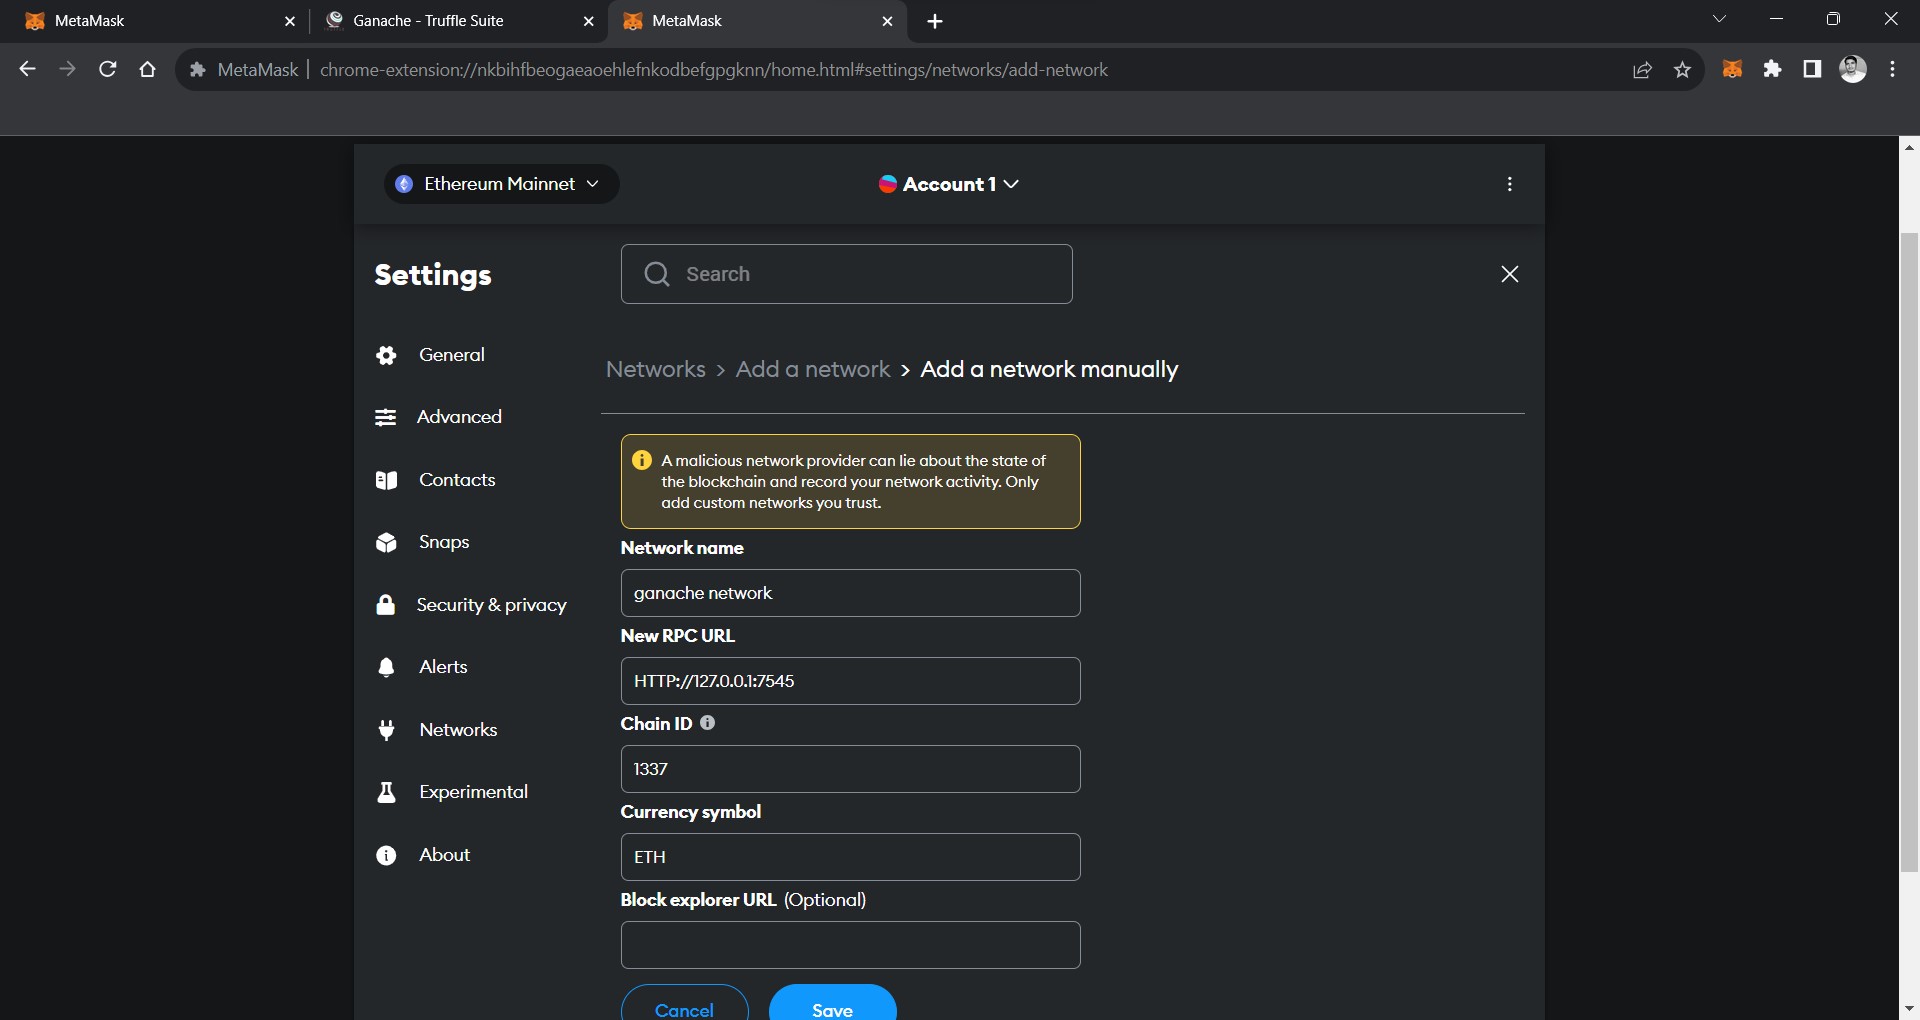 MetaMask
Ganache - Truffle Suite
MetaMask
MetaMask
chrome-extension://nkbihfbeogaeaoehlefnkodbefgpgknn/home.html#settings/networks/add-network
Ethereum Mainnet
Account 1
Settings
Search
General
Advanced
Contacts
Snaps
Security & privacy
Alerts
Networks
Experimental
About
Networks > Add a network > Add a network manually
A malicious network provider can lie about the state of
the blockchain and record your network activity. Only
add custom networks you trust.
Network name
ganache network
New RPC URL
HTTP://127.0.0.1:7545
Chain ID
1337
Currency symbol
ETH
Block explorer URL (Optional)
Cancel
Save